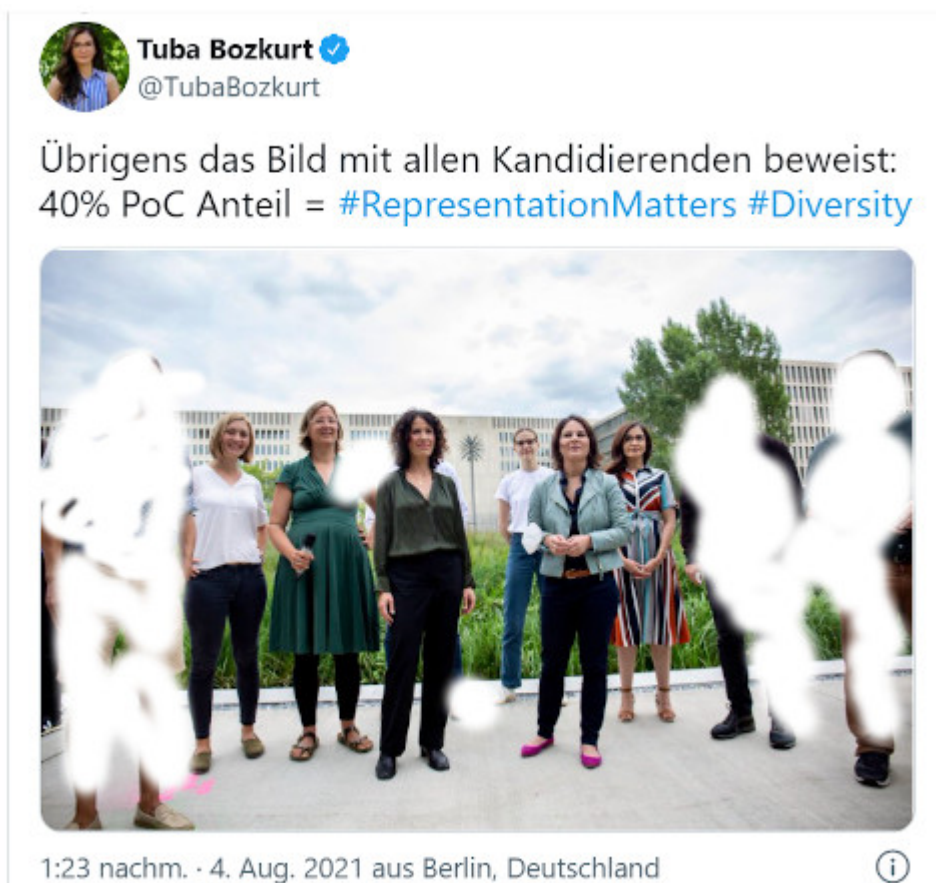 Tuba Bozkurt
@TubaBozkurt
Übrigens das Bild mit allen Kandidierenden beweist:
40% PoC Anteil = #RepresentationMatters #Diversity
1:23 nachm. · 4. Aug. 2021 aus Berlin, Deutschland